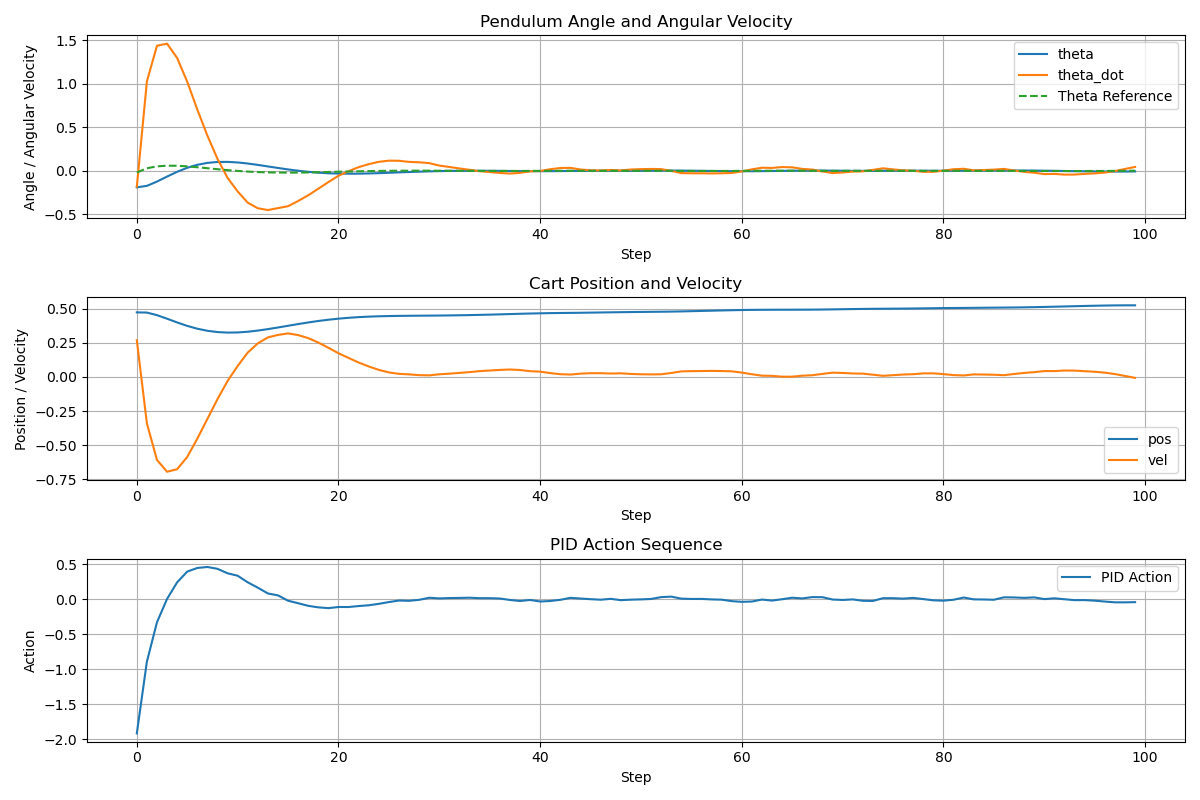 Pendulum Angle and Angular Velocity
Angle / Angular Velocity
1.5
1.0
0.5
0.0
−0.5
theta
theta_dot
Theta Reference
0 20 40 60 80 100
Step
Cart Position and Velocity
Position / Velocity
0.50
0.25
0.00
−0.25
−0.50
−0.75
pos
vel
0 20 40 60 80 100
Step
PID Action Sequence
Action
0.5
0.0
−0.5
−1.0
−1.5
−2.0
PID Action
0 20 40 60 80 100
Step